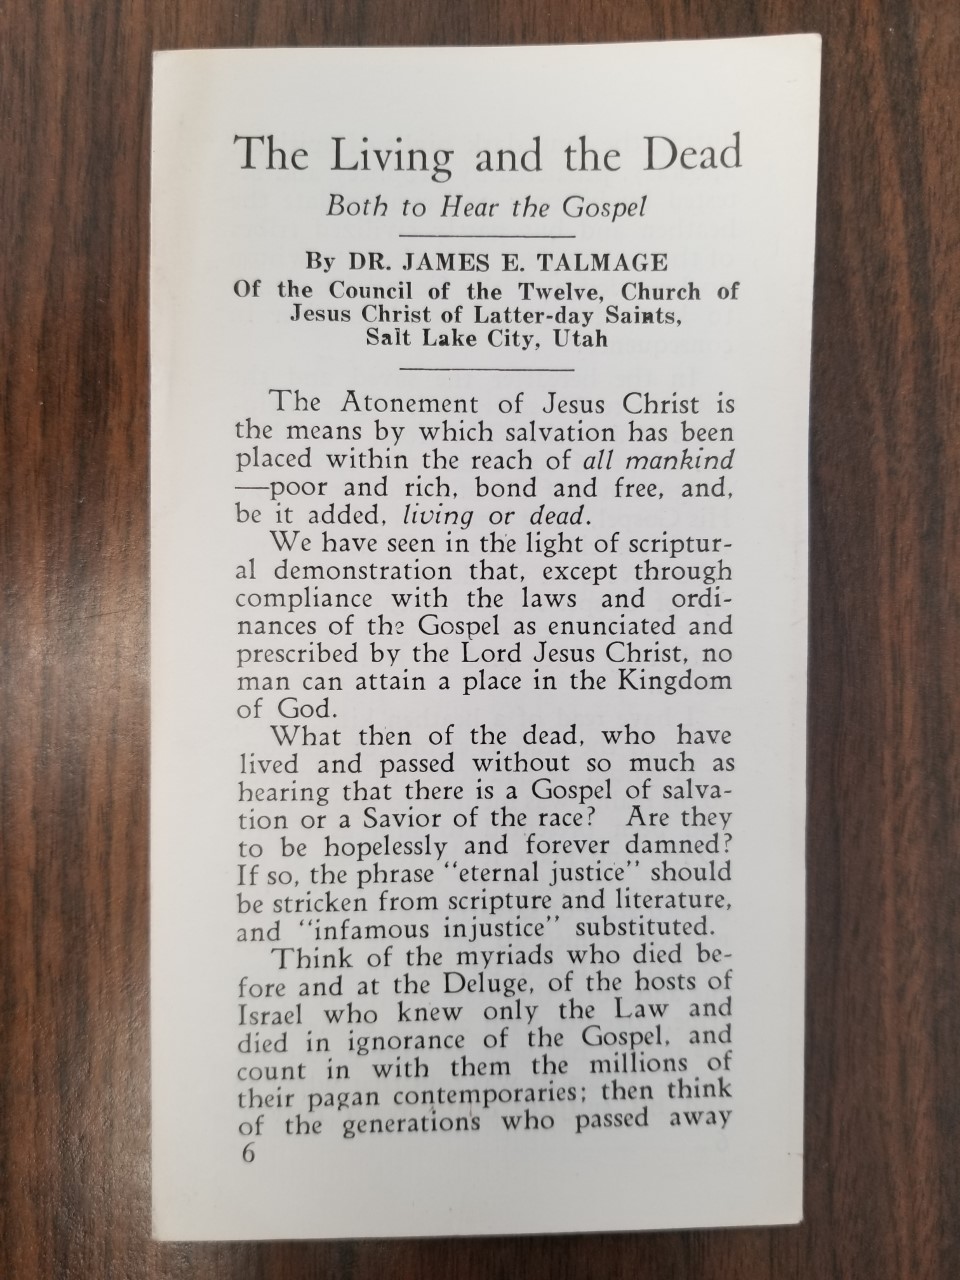 The Living and the Dead
Both to Hear the Gospel
By DR. JAMES E. TALMAGE
Of the Council of the Twelve, Church of
Jesus Christ of Latter-day Saints,
Salt Lake City, Utah
The Atonement of Jesus Christ is
the means by which salvation has been
placed within the reach of all mankind
—poor and rich, bond and free, and,
be it added, living or dead.
We have seen in the light of scriptur-
al demonstration that, except through
compliance with the laws and ordi-
nances of the Gospel as enunciated and
prescribed by the Lord Jesus Christ, no
man can attain a place in the Kingdom
of God.
What then of the dead, who have
lived and passed without so much as
hearing that there is a Gospel of salva-
tion or a Savior of the race? Are they
to be hopelessly and forever damned?
If so, the phrase "eternal justice" should
be stricken from scripture and literature,
and "infamous injustice" substituted.
Think of the myriads who died be-
fore and at the Deluge, of the hosts of
Israel who knew only the Law and
died in ignorance of the Gospel, and
count in with them the millions of
their pagan contemporaries; then think
of the generations who passed away
6